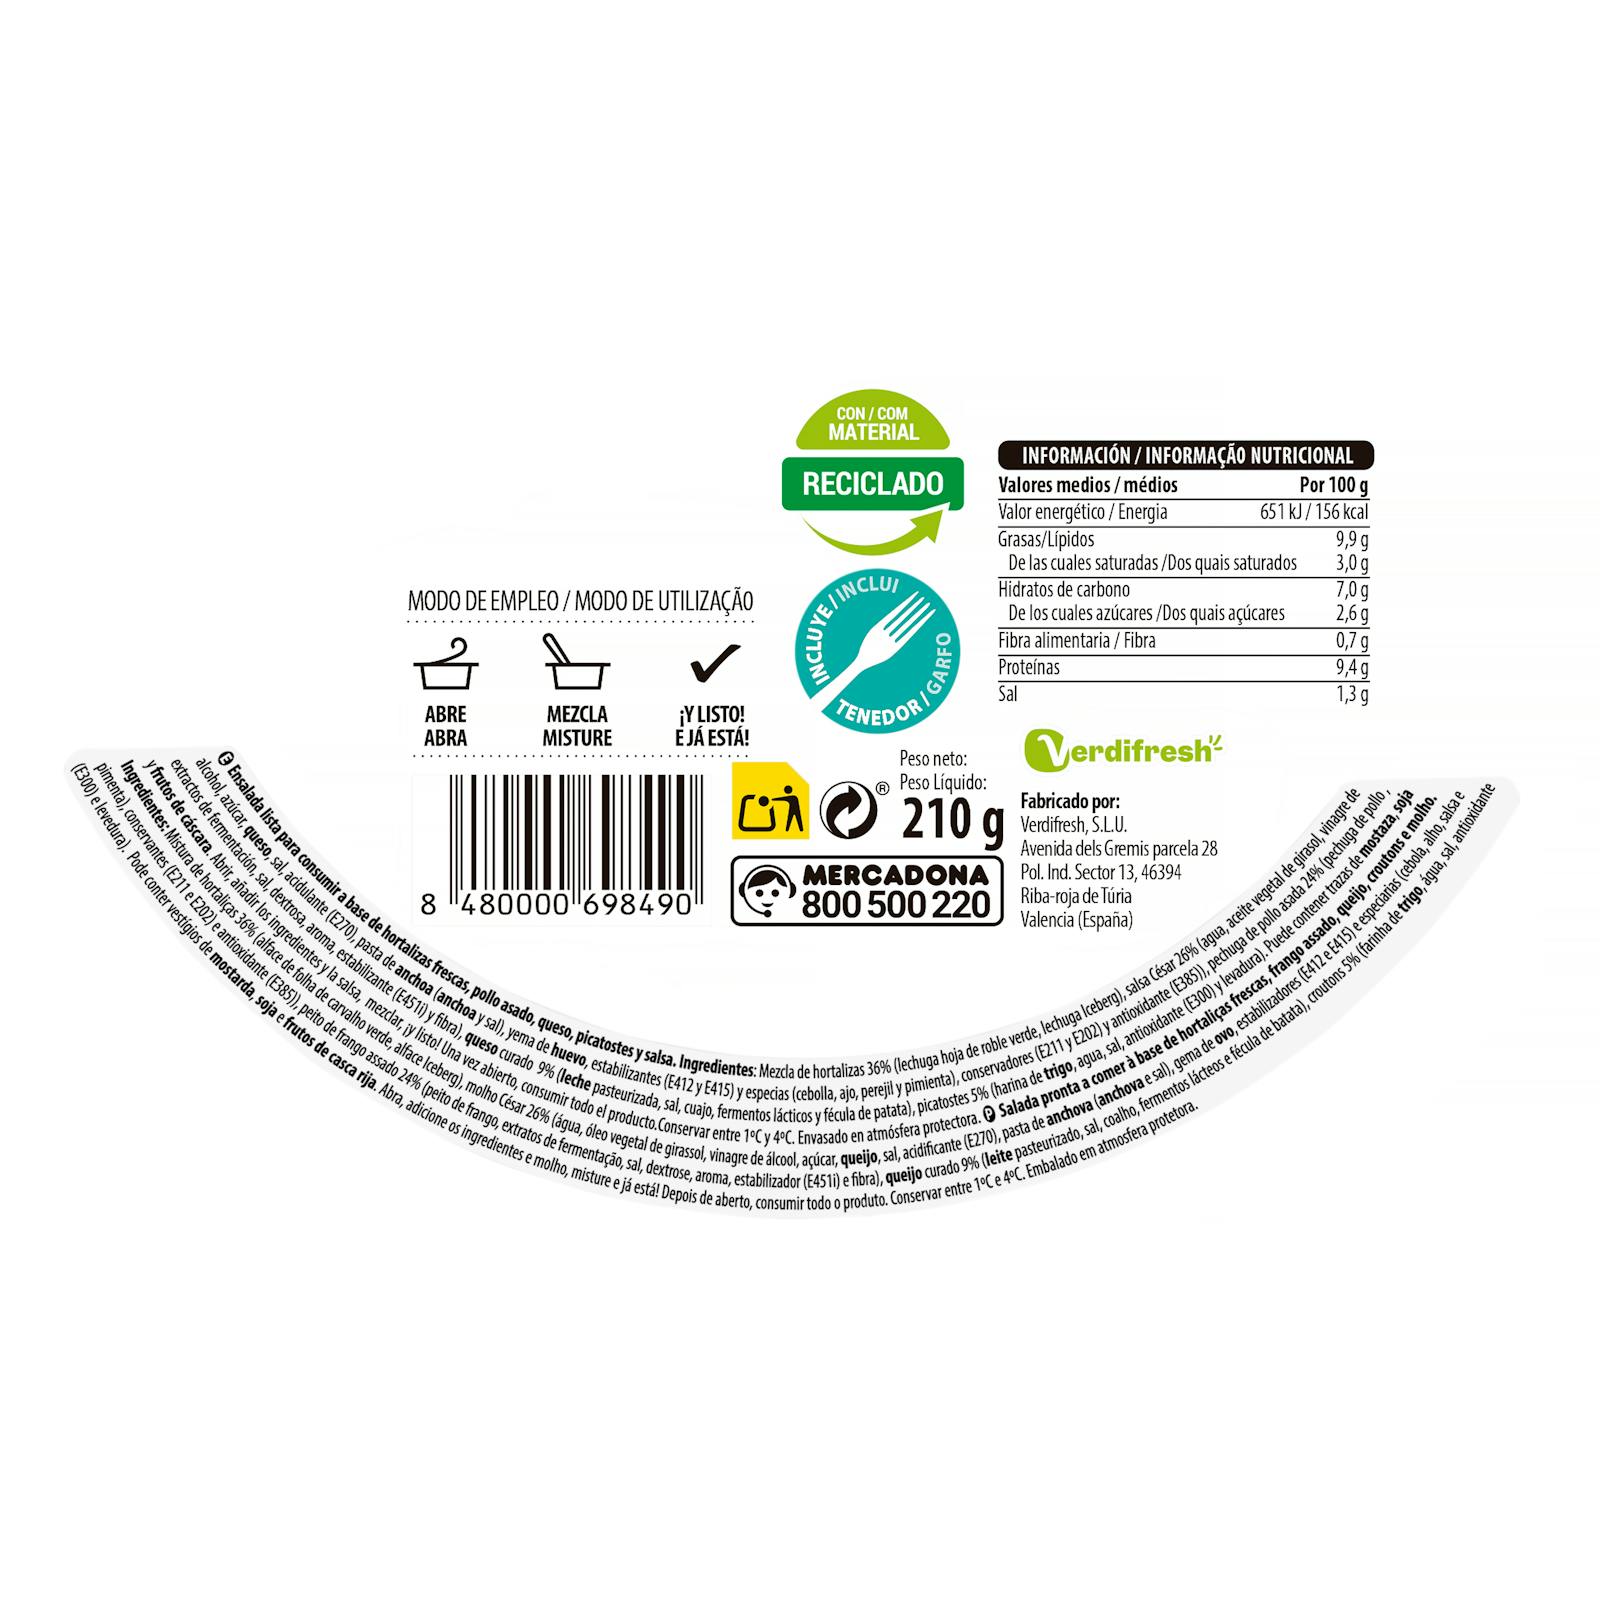 CON / COM
MATERIAL
RECICLADO
INCLUYE / INCLUI
TENEDOR / GARFO
INFORMACIÓN / INFORMAÇÃO NUTRICIONAL
Valores medios / médios Por 100 g
Valor energético / Energia 651 kJ / 156 kcal
Grasas/Lípidos 9,9 g
De las cuales saturadas /Dos quais saturados 3,0 g
Hidratos de carbono 7,0 g
De los cuales azúcares /Dos quais açúcares 2,6 g
Fibra alimentaria / Fibra 0,7 g
Proteínas 9,4 g
Sal 1,3 g
MODO DE EMPLEO / MODO DE UTILIZAÇÃO
ABRE
ABRA
MEZCLA
MISTURE
¡Y LISTO!
E JÁ ESTÁ!
8 480000 698490
Peso neto:
Peso Líquido:
210 g
®
MERCADONA
800 500 220
Verdifresh
Fabricado por:
Verdifresh, S.L.U.
Avenida dels Gremis parcela 28
Pol. Ind. Sector 13, 46394
Riba-roja de Túria
Valencia (España)
E Ensalada lista para consumir a base de hortalizas frescas, pollo asado, queso, picatostes y salsa. Ingredientes: Mezcla de hortalizas 36% (lechuga hoja de roble verde, lechuga Iceberg), salsa César 26% (agua, aceite vegetal de girasol, vinagre de
alcohol, azúcar, queso, sal, acidulante (E270), pasta de anchoa (anchoa y sal), yema de huevo, estabilizantes (E412 y E415) y especias (cebolla, ajo, perejil y pimienta), conservadores (E211 y E202) y antioxidante (E385)), pechuga de pollo asada 24% (pechuga de pollo,
extractos de fermentación, sal, dextrosa, aroma, estabilizante (E451i) y fibra), queso curado 9% (leche pasteurizada, sal, cuajo, fermentos lácticos y fécula de patata), picatostes 5% (harina de trigo, agua, sal, antioxidante (E300) y levadura). Puede contener trazas de mostaza, soja
y frutos de cáscara. Abrir, añadir los ingredientes y la salsa, mezclar, ¡y listo! Una vez abierto, consumir todo el producto.Conservar entre 1ºC y 4ºC. Envasado en atmósfera protectora. P Salada pronta a comer à base de hortaliças frescas, frango assado, queijo, croutons e molho.
Ingredientes: Mistura de hortaliças 36% (alface de folha de carvalho verde, alface Iceberg), molho César 26% (água, óleo vegetal de girassol, vinagre de álcool, açúcar, queijo, sal, acidificante (E270), pasta de anchova (anchova e sal), gema de ovo, estabilizadores (E412 e E415) e especiarias (cebola, alho, salsa e
pimenta), conservantes (E211 e E202) e antioxidante (E385)), peito de frango assado 24% (peito de frango, extratos de fermentação, sal, dextrose, aroma, estabilizador (E451i) e fibra), queijo curado 9% (leite pasteurizado, sal, coalho, fermentos lácteos e fécula de batata), croutons 5% (farinha de trigo, água, sal, antioxidante
(E300) e levedura). Pode conter vestígios de mostarda, soja e frutos de casca rija. Abra, adicione os ingredientes e molho, misture e já está! Depois de aberto, consumir todo o produto. Conservar entre 1ºC e 4ºC. Embalado em atmosfera protetora.